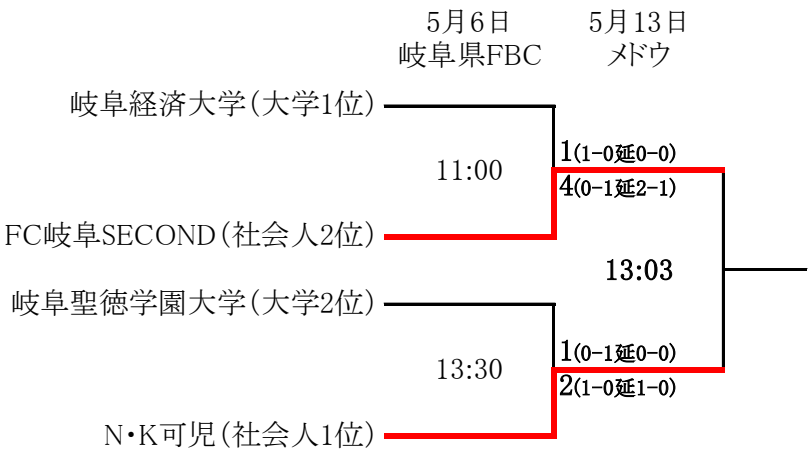 5月6日 5月13日
岐阜県FBC メドウ
岐阜経済大学(大学1位)
1(1-0延0-0)
11:00
4(0-1延2-1)
FC岐阜SECOND(社会人2位)
13:03
岐阜聖徳学園大学(大学2位)
1(0-1延0-0)
13:30
2(1-0延1-0)
N・K可児(社会人1位)